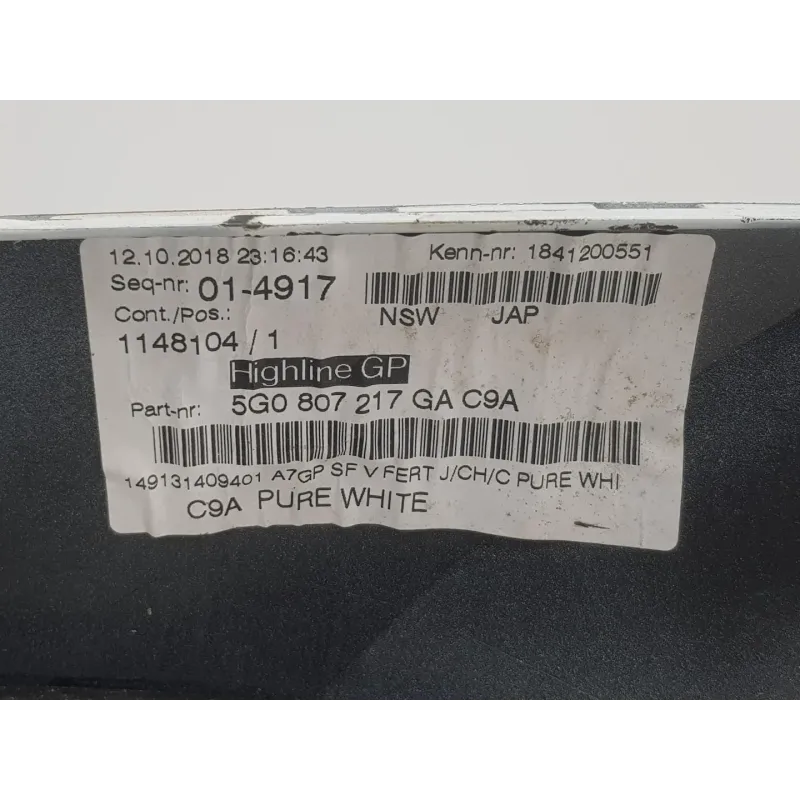 12.10.2018 23:16:43 Kenn-nr: 1841200551
Seq-nr: 01-4917
Cont./Pos.: NSW JAP
1148104 / 1
Highline GP
Part-nr: 5G0 807 217 GA C9A
149131409401 A7GP SF V FERT J/CH/C PURE WHI
C9A PURE WHITE